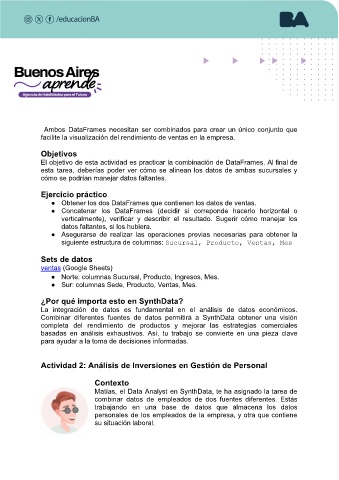 /educacionBA
BA
Buenos Aires
aprende
Agencia de Habilidades para el Futuro
Ambos DataFrames necesitan ser combinados para crear un único conjunto que
facilite la visualización del rendimiento de ventas en la empresa.
Objetivos
El objetivo de esta actividad es practicar la combinación de DataFrames. Al final de
esta tarea, deberías poder ver cómo se alinean los datos de ambas sucursales y
cómo se podrían manejar datos faltantes.
Ejercicio práctico
● Obtener los dos DataFrames que contienen los datos de ventas.
● Concatenar los DataFrames (decidir si corresponde hacerlo horizontal o
verticalmente), verificar y describir el resultado. Sugerir cómo manejar los
datos faltantes, si los hubiera.
● Asegurarse de realizar las operaciones previas necesarias para obtener la
siguiente estructura de columnas: Sucursal, Producto, Ventas, Mes
Sets de datos
ventas (Google Sheets)
● Norte: columnas Sucursal, Producto, Ingresos, Mes.
● Sur: columnas Sede, Producto, Ventas, Mes.
¿Por qué importa esto en SynthData?
La integración de datos es fundamental en el análisis de datos económicos.
Combinar diferentes fuentes de datos permitirá a SynthData obtener una visión
completa del rendimiento de productos y mejorar las estrategias comerciales
basadas en análisis exhaustivos. Así, tu trabajo se convierte en una pieza clave
para ayudar a la toma de decisiones informadas.
Actividad 2: Análisis de Inversiones en Gestión de Personal
Contexto
Matías, el Data Analyst en SynthData, te ha asignado la tarea de
combinar datos de empleados de dos fuentes diferentes. Estás
trabajando en una base de datos que almacena los datos
personales de los empleados de la empresa, y otra que contiene
su situación laboral.